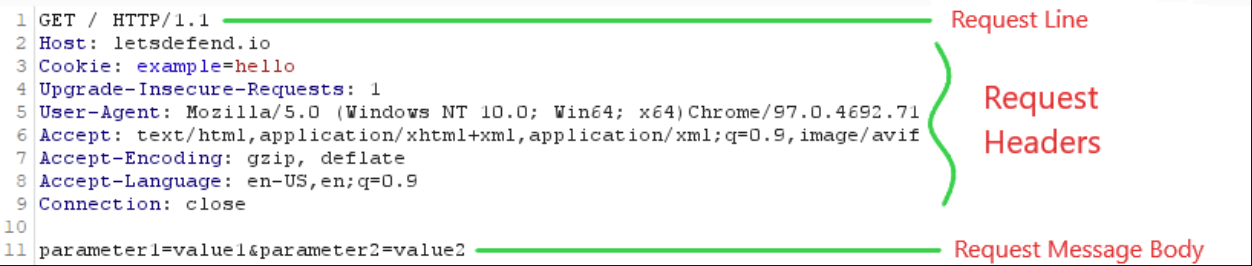 1 GET / HTTP/1.1 Request Line
2 Host: letsdefend.io
3 Cookie: example=hello
4 Upgrade-Insecure-Requests: 1
5 User-Agent: Mozilla/5.0 (Windows NT 10.0; Win64; x64)Chrome/97.0.4692.71
6 Accept: text/html,application/xhtml+xml,application/xml;q=0.9,image/avif
7 Accept-Encoding: gzip, deflate
8 Accept-Language: en-US,en;q=0.9
9 Connection: close
Request
Headers
10
11 parameter1=value1&parameter2=value2 Request Message Body